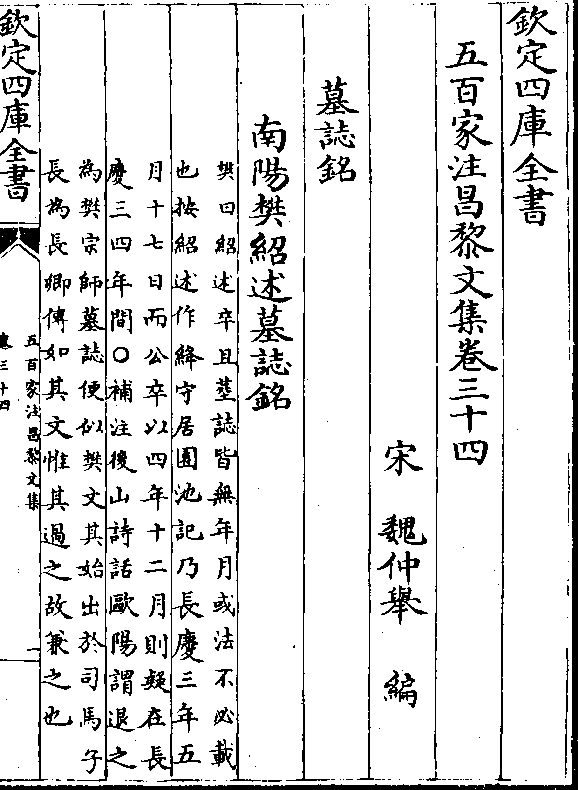 欽定四庫全書
五百家注昌黎文集卷三十四
宋 魏仲舉 編
墓誌銘
南陽樊紹述墓誌銘
樊曰紹述卒且塟誌皆無年月或法不必載
也按紹述作絳守居園池記乃長慶三年五
月十七日而公卒以四年十二月則疑在長
慶三四年間○補注後山詩話歐陽謂退之
為樊宗師墓誌便似樊文其始出於司馬子
長為長卿傳如其文惟其過之故兼之也
欽定四庫全書
五百家注昌黎文集
卷三十四
一